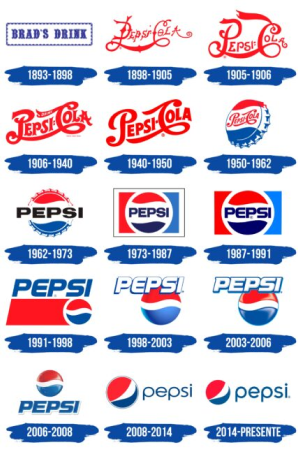 BRAD'S DRINK
Pepsi-Cola
Pepsi-Cola
1893-1898
1898-1905
1905-1906
Pepsi-Cola
Pepsi-Cola
Pepsi-Cola
1906-1940
1940-1950
1950-1962
PEPSI
PEPSI
PEPSI
1962-1973
1973-1987
1987-1991
PEPSI
PEPSI
PEPSI
1991-1998
1998-2003
2003-2006
PEPSI
pepsi
pepsi
2006-2008
2008-2014
2014-PRESENTE